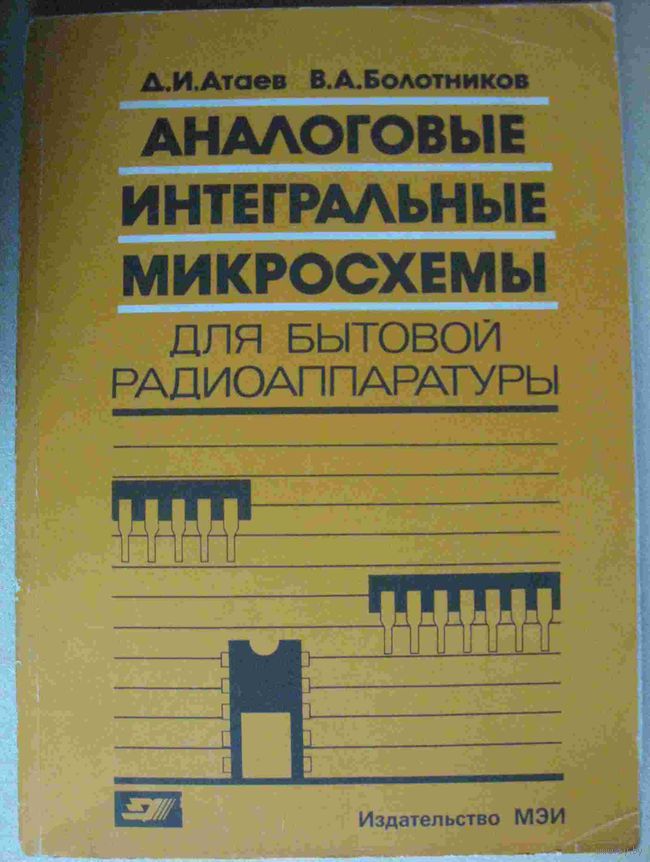 Д.И.Атаев В.А.Болотников
АНАЛОГОВЫЕ
ИНТЕГРАЛЬНЫЕ
МИКРОСХЕМЫ
ДЛЯ БЫТОВОЙ
РАДИОАППАРАТУРЫ
Издательство МЭИ